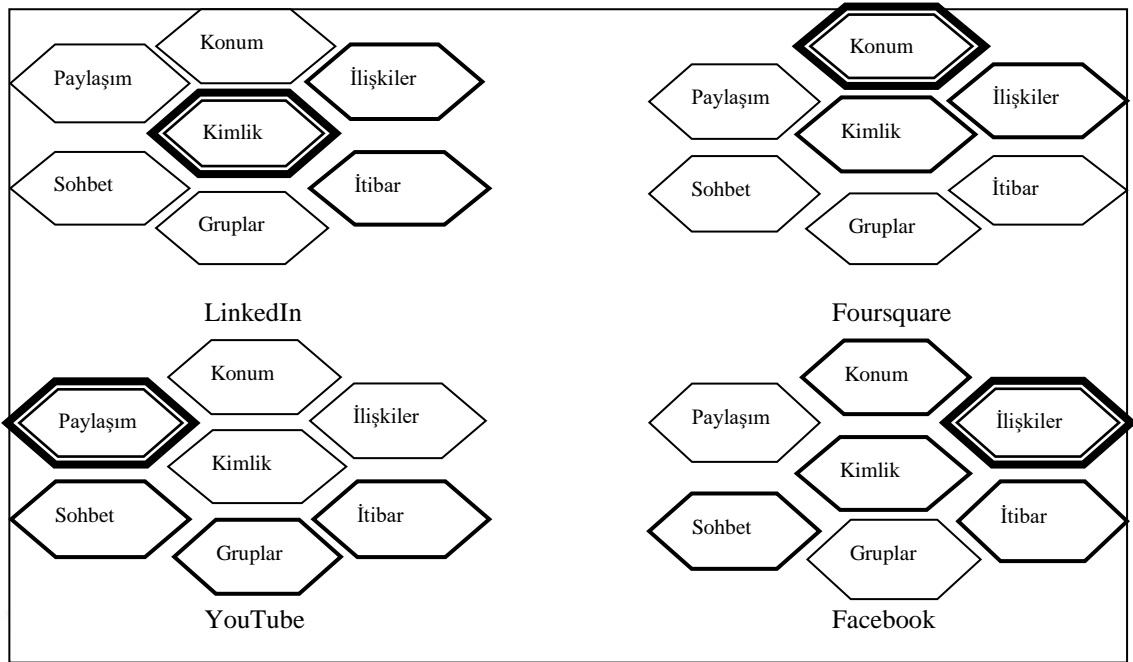 Konum
Paylaşım
İlişkiler
Kimlik
Sohbet
İtibar
Gruplar
LinkedIn
Konum
Paylaşım
İlişkiler
Kimlik
Sohbet
İtibar
Gruplar
Foursquare
Konum
Paylaşım
İlişkiler
Kimlik
Sohbet
İtibar
Gruplar
YouTube
Konum
Paylaşım
İlişkiler
Kimlik
Sohbet
İtibar
Gruplar
Facebook